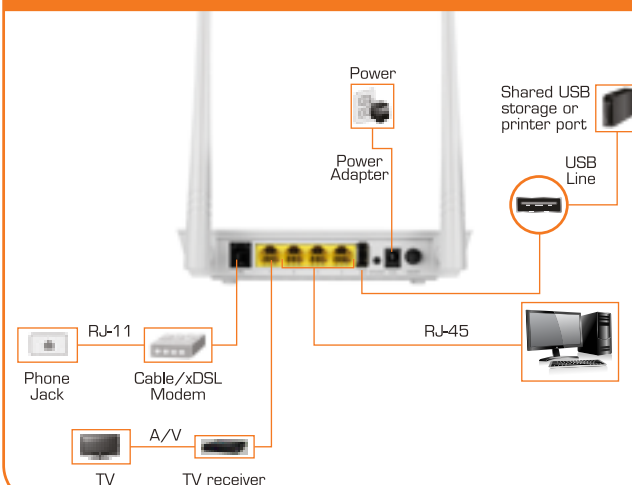 Power
Shared USB
storage or
printer port
Power
Adapter
USB
Line
RJ-11
RJ-45
Phone
Jack
Cable/xDSL
Modem
A/V
TV
TV receiver